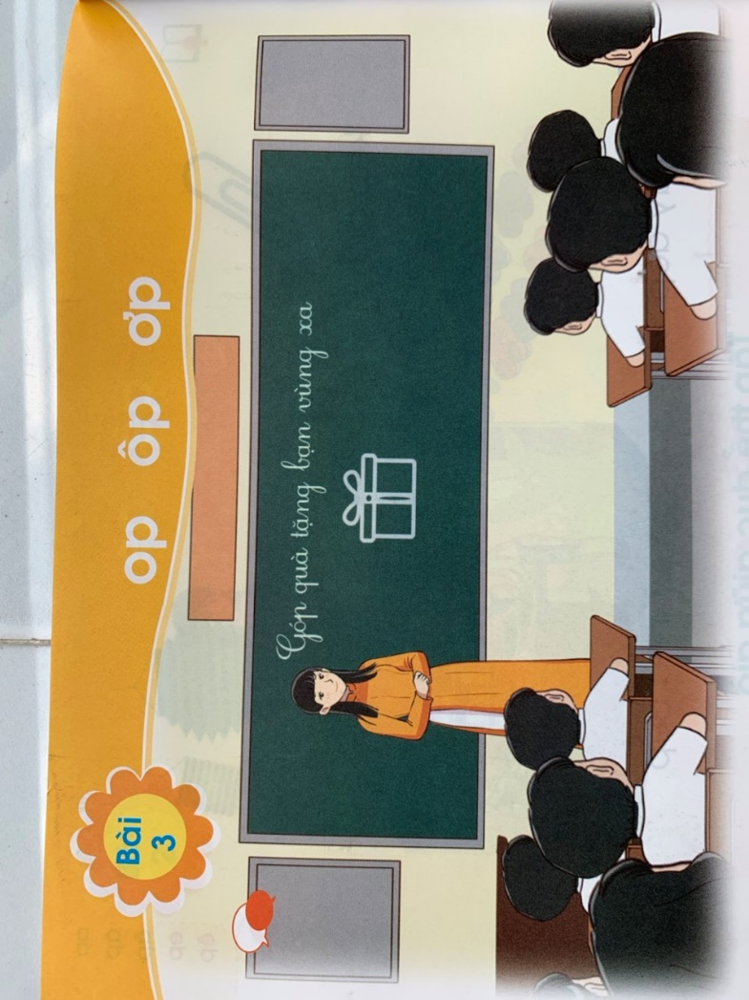 Bài
3
op ôp ơp
Góp quà tặng bạn vùng xa